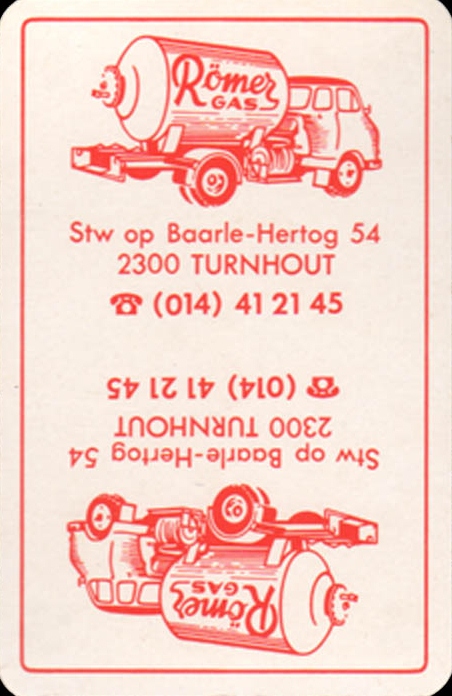 Römer
GAS
Stw op Baarle-Hertog 54
2300 TURNHOUT
☎ (014) 41 21 45
☎ (014) 41 21 45
2300 TURNHOUT
Stw op Baarle-Hertog 54
Römer
GAS